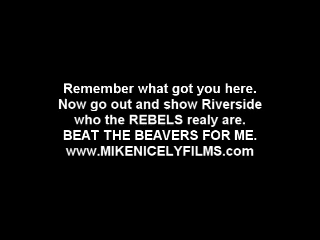 Remember what got you here.
Now go out and show Riverside
who the REBELS realy are.
BEAT THE BEAVERS FOR ME.
www.MIKENICELYFILMS.com